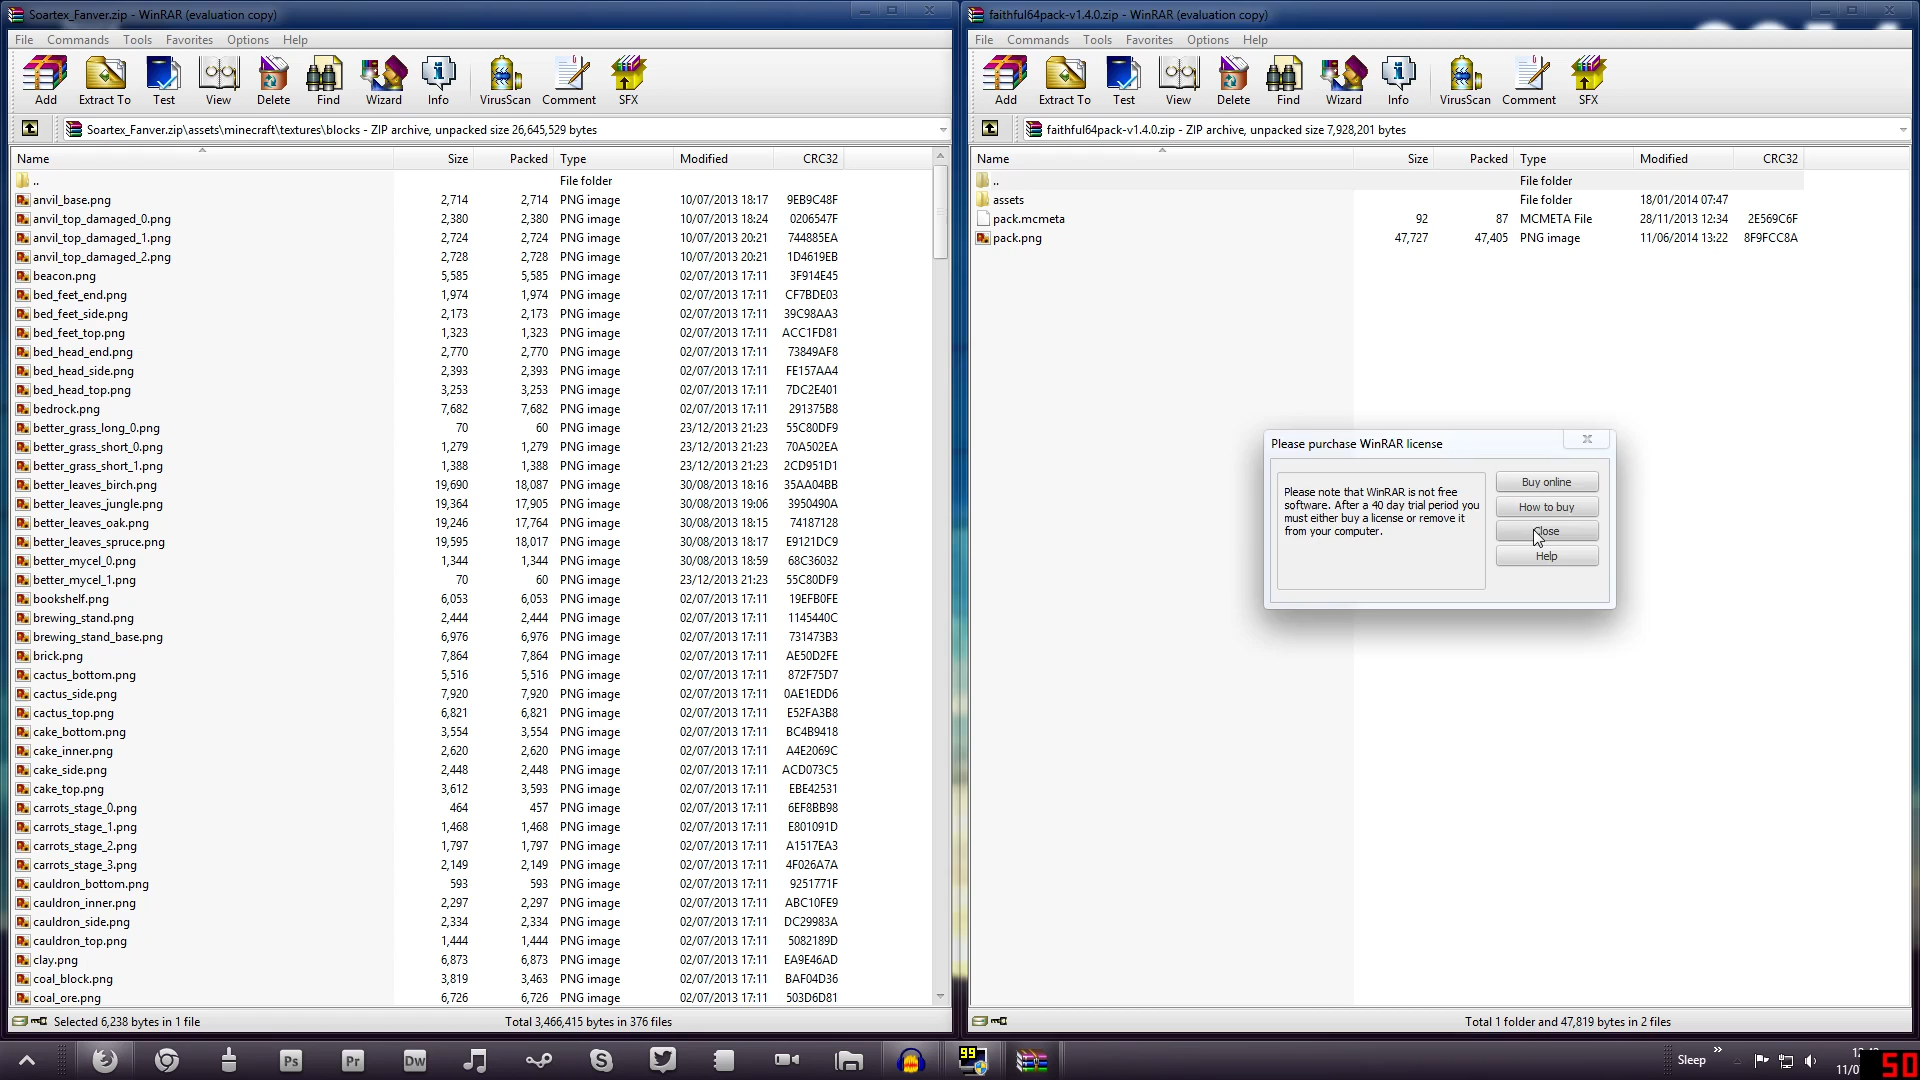 Soartex_Fanver.zip - WinRAR (evaluation copy)
File Commands Tools Favorites Options Help
Add Extract To Test View Delete Find Wizard Info VirusScan Comment SFX
Soartex_Fanver.zip\assets\minecraft\textures\blocks - ZIP archive, unpacked size 26,645,529 bytes
Name Size Packed Type Modified CRC32
.. File folder
anvil_base.png 2,714 2,714 PNG image 10/07/2013 18:17 9EB9C48F
anvil_top_damaged_0.png 2,380 2,380 PNG image 10/07/2013 18:24 0206547F
anvil_top_damaged_1.png 2,724 2,724 PNG image 10/07/2013 20:21 744885EA
anvil_top_damaged_2.png 2,728 2,728 PNG image 10/07/2013 20:21 1D4619EB
beacon.png 5,585 5,585 PNG image 02/07/2013 17:11 3F914E45
bed_feet_end.png 1,974 1,974 PNG image 02/07/2013 17:11 CF7BDE03
bed_feet_side.png 2,173 2,173 PNG image 02/07/2013 17:11 39C98AA3
bed_feet_top.png 1,323 1,323 PNG image 02/07/2013 17:11 ACC1FD81
bed_head_end.png 2,770 2,770 PNG image 02/07/2013 17:11 73849AF8
bed_head_side.png 2,393 2,393 PNG image 02/07/2013 17:11 FE157AA4
bed_head_top.png 3,253 3,253 PNG image 02/07/2013 17:11 7DC2E401
bedrock.png 7,682 7,682 PNG image 02/07/2013 17:11 291375B8
better_grass_long_0.png 70 60 PNG image 23/12/2013 21:23 55C80DF9
better_grass_short_0.png 1,279 1,279 PNG image 23/12/2013 21:23 70A502EA
better_grass_short_1.png 1,388 1,388 PNG image 23/12/2013 21:23 2CD951D1
better_leaves_birch.png 19,690 18,087 PNG image 30/08/2013 18:16 35AA04BB
better_leaves_jungle.png 19,364 17,905 PNG image 30/08/2013 19:06 3950490A
better_leaves_oak.png 19,246 17,764 PNG image 30/08/2013 18:15 74187128
better_leaves_spruce.png 19,595 18,017 PNG image 30/08/2013 18:17 E9121DC9
better_mycel_0.png 1,344 1,344 PNG image 30/08/2013 18:59 68C36032
better_mycel_1.png 70 60 PNG image 23/12/2013 21:23 55C80DF9
bookshelf.png 6,053 6,053 PNG image 02/07/2013 17:11 19EFB0FE
brewing_stand.png 2,444 2,444 PNG image 02/07/2013 17:11 1145440C
brewing_stand_base.png 6,976 6,976 PNG image 02/07/2013 17:11 731473B3
brick.png 7,864 7,864 PNG image 02/07/2013 17:11 AE50D2FE
cactus_bottom.png 5,516 5,516 PNG image 02/07/2013 17:11 872F75D7
cactus_side.png 7,920 7,920 PNG image 02/07/2013 17:11 0AE1EDD6
cactus_top.png 6,821 6,821 PNG image 02/07/2013 17:11 E52FA3B8
cake_bottom.png 3,554 3,554 PNG image 02/07/2013 17:11 BC4B9418
cake_inner.png 2,620 2,620 PNG image 02/07/2013 17:11 A4E2069C
cake_side.png 2,448 2,448 PNG image 02/07/2013 17:11 ACD073C5
cake_top.png 3,612 3,593 PNG image 02/07/2013 17:11 EBE42531
carrots_stage_0.png 464 457 PNG image 02/07/2013 17:11 6EF8BB98
carrots_stage_1.png 1,468 1,468 PNG image 02/07/2013 17:11 E801091D
carrots_stage_2.png 1,797 1,797 PNG image 02/07/2013 17:11 A1517EA3
carrots_stage_3.png 2,149 2,149 PNG image 02/07/2013 17:11 4F026A7A
cauldron_bottom.png 593 593 PNG image 02/07/2013 17:11 9251771F
cauldron_inner.png 2,297 2,297 PNG image 02/07/2013 17:11 ABC10FE9
cauldron_side.png 2,334 2,334 PNG image 02/07/2013 17:11 DC29983A
cauldron_top.png 1,444 1,444 PNG image 02/07/2013 17:11 5082189D
clay.png 6,873 6,873 PNG image 02/07/2013 17:11 EA9E46AD
coal_block.png 3,819 3,463 PNG image 02/07/2013 17:11 BAF04D36
coal_ore.png 6,726 6,726 PNG image 02/07/2013 17:11 503D6D81
Selected 6,238 bytes in 1 file Total 3,466,415 bytes in 376 files
faithful64pack-v1.4.0.zip - WinRAR (evaluation copy)
File Commands Tools Favorites Options Help
Add Extract To Test View Delete Find Wizard Info VirusScan Comment SFX
faithful64pack-v1.4.0.zip - ZIP archive, unpacked size 7,928,201 bytes
Name Size Packed Type Modified CRC32
.. File folder
assets File folder 18/01/2014 07:47
pack.mcmeta 92 87 MCMETA File 28/11/2013 12:34 2E569C6F
pack.png 47,727 47,405 PNG image 11/06/2014 13:22 8F9FCC8A
Please purchase WinRAR license
Please note that WinRAR is not free
software. After a 40 day trial period you
must either buy a license or remove it
from your computer.
Buy online
How to buy
Close
Help
Total 1 folder and 47,819 bytes in 2 files
Ps Pr Dw
99
Sleep
50